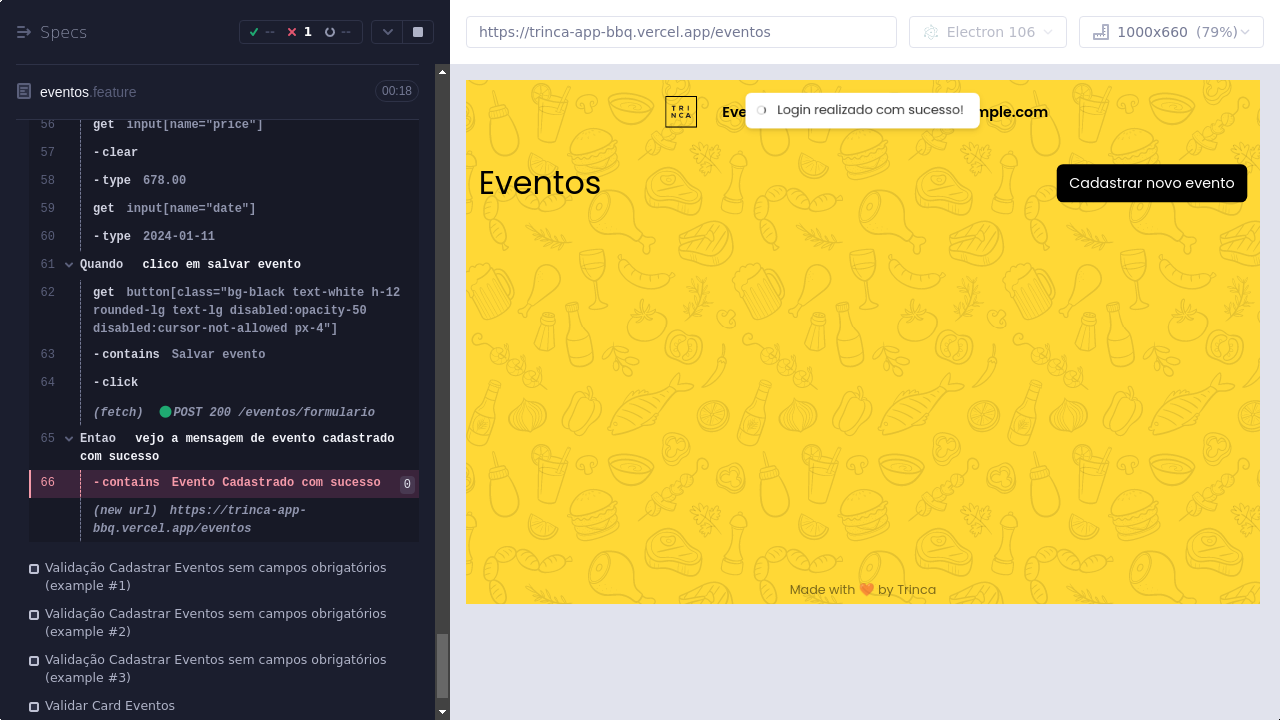 Specs
--
1
--
https://trinca-app-bbq.vercel.app/eventos
Electron 106
1000x660 (79%)
eventos.feature
00:18
56 get input[name="price"]
57 -clear
58 -type 678.00
59 get input[name="date"]
60 -type 2024-01-11
61 Quando clico em salvar evento
62 get button[class="bg-black text-white h-12
rounded-lg text-lg disabled:opacity-50
disabled:cursor-not-allowed px-4"]
63 -contains Salvar evento
64 -click
(fetch) POST 200 /eventos/formulario
65 Entao vejo a mensagem de evento cadastrado
com sucesso
66 -contains Evento Cadastrado com sucesso 0
(new url) https://trinca-app-
bbq.vercel.app/eventos
Validação Cadastrar Eventos sem campos obrigatórios
(example #1)
Validação Cadastrar Eventos sem campos obrigatórios
(example #2)
Validação Cadastrar Eventos sem campos obrigatórios
(example #3)
Validar Card Eventos
TRI
NCA
Eve
Login realizado com sucesso!
mple.com
Eventos
Cadastrar novo evento
Made with ❤️ by Trinca